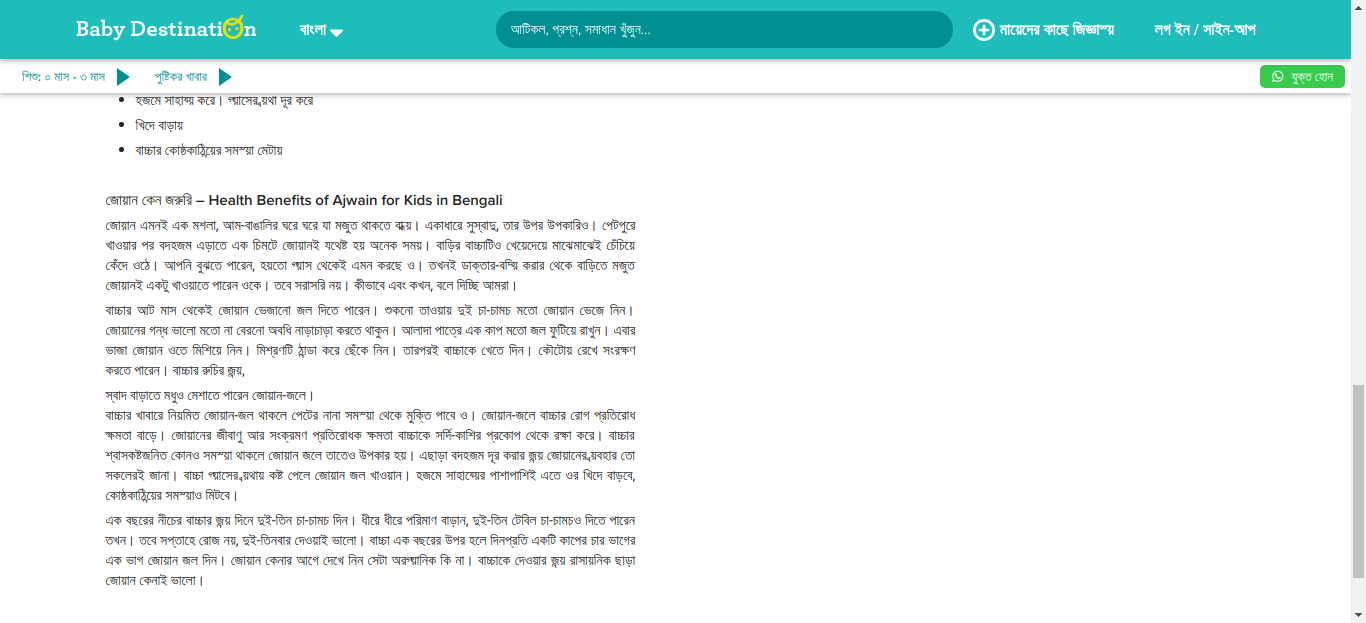 Baby Destination
বাংলা
আটিকল, প্রশ্ন, সমাধান খুঁজুন...
মায়েদের কাছে জিজ্ঞাস্য
লগ ইন / সাইন-আপ
শিশু: ০ মাস - ৩ মাস
পুষ্টিকর খাবার
যুক্ত হোন
হজমে সাহায্য করে। গ্যাসের ব্যথা দূর করে
খিদে বাড়ায়
বাচ্চার কোষ্ঠকাঠিন্যের সমস্যা মেটায়
জোয়ান কেন জরুরি – Health Benefits of Ajwain for Kids in Bengali
জোয়ান এমনই এক মশলা, আম-বাঙালির ঘরে ঘরে যা মজুত থাকতে বাধ্য। একাধারে সুস্বাদু, তার উপর উপকারিও। পেটপুরে
খাওয়ার পর বদহজম এড়াতে এক চিমটে জোয়ানই যথেষ্ট হয় অনেক সময়। বাড়ির বাচ্চাটিও খেয়েদেয়ে মাঝেমাঝেই চেঁচিয়ে
কেঁদে ওঠে। আপনি বুঝতে পারেন, হয়তো গ্যাস থেকেই এমন করছে ও। তখনই ডাক্তার-বদ্যি করার থেকে বাড়িতে মজুত
জোয়ানই একটু খাওয়াতে পারেন ওকে। তবে সরাসরি নয়। কীভাবে এবং কখন, বলে দিচ্ছি আমরা।
বাচ্চার আট মাস থেকেই জোয়ান ভেজানো জল দিতে পারেন। শুকনো তাওয়ায় দুই চা-চামচ মতো জোয়ান ভেজে নিন।
জোয়ানের গন্ধ ভালো মতো না বেরনো অবধি নাড়াচাড়া করতে থাকুন। আলাদা পাত্রে এক কাপ মতো জল ফুটিয়ে রাখুন। এবার
ভাজা জোয়ান ওতে মিশিয়ে নিন। মিশ্রণটি ঠান্ডা করে ছেঁকে নিন। তারপরই বাচ্চাকে খেতে দিন। কৌটোয় রেখে সংরক্ষণ
করতে পারেন। বাচ্চার রুচির জন্য,
স্বাদ বাড়াতে মধুও মেশাতে পারেন জোয়ান-জলে।
বাচ্চার খাবারে নিয়মিত জোয়ান-জল থাকলে পেটের নানা সমস্যা থেকে মুক্তি পাবে ও। জোয়ান-জলে বাচ্চার রোগ প্রতিরোধ
ক্ষমতা বাড়ে। জোয়ানের জীবাণু আর সংক্রমণ প্রতিরোধক ক্ষমতা বাচ্চাকে সর্দি-কাশির প্রকোপ থেকে রক্ষা করে। বাচ্চার
শ্বাসকষ্টজনিত কোনও সমস্যা থাকলে জোয়ান জলে তাতেও উপকার হয়। এছাড়া বদহজম দূর করার জন্য জোয়ানের ব্যবহার তো
সকলেরই জানা। বাচ্চা গ্যাসের ব্যথায় কষ্ট পেলে জোয়ান জল খাওয়ান। হজমে সাহায্যের পাশাপাশিই এতে ওর খিদে বাড়বে,
কোষ্ঠকাঠিন্যের সমস্যাও মিটবে।
এক বছরের নীচের বাচ্চার জন্য দিনে দুই-তিন চা-চামচ দিন। ধীরে ধীরে পরিমাণ বাড়ান, দুই-তিন টেবিল চা-চামচও দিতে পারেন
তখন। তবে সপ্তাহে রোজ নয়, দুই-তিনবার দেওয়াই ভালো। বাচ্চা এক বছরের উপর হলে দিনপ্রতি একটি কাপের চার ভাগের
এক ভাগ জোয়ান জল দিন। জোয়ান কেনার আগে দেখে নিন সেটা অরগ্যানিক কি না। বাচ্চাকে দেওয়ার জন্য রাসায়নিক ছাড়া
জোয়ান কেনাই ভালো।